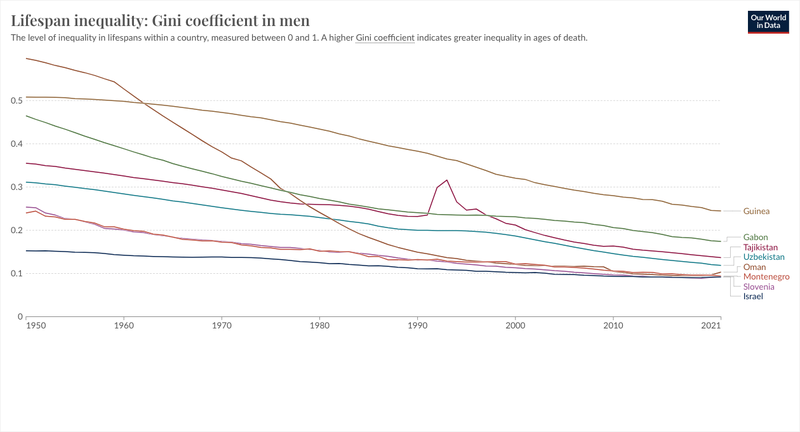 Lifespan inequality: Gini coefficient in men
Our World
in Data
The level of inequality in lifespans within a country, measured between 0 and 1. A higher Gini coefficient indicates greater inequality in ages of death.
0.5
0.4
0.3
0.2
0.1
0
1950
1960
1970
1980
1990
2000
2010
2021
Guinea
Gabon
Tajikistan
Uzbekistan
Oman
Montenegro
Slovenia
Israel